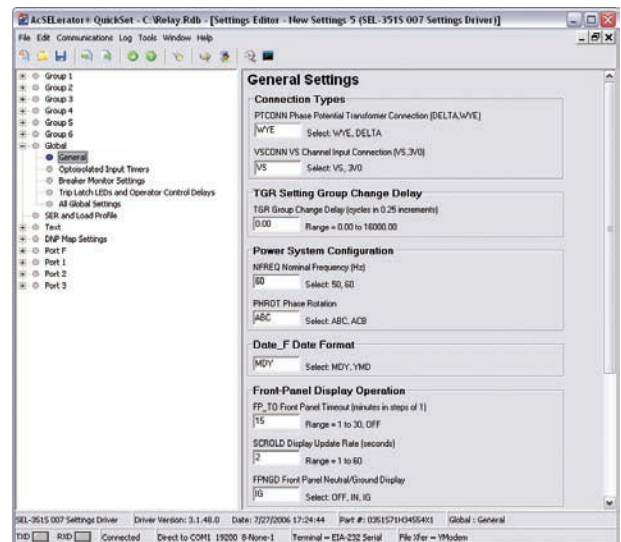 AcSELerator® QuickSet - C:\Relay.Rdb - [Settings Editor - New Settings 5 (SEL-351S 007 Settings Driver)]
File Edit Communications Log Tools Window Help
Group 1
Group 2
Group 3
Group 4
Group 5
Group 6
Global
General
Optoisolated Input Timers
Breaker Monitor Settings
Trip Latch LEDs and Operator Control Delays
All Global Settings
SER and Load Profile
Text
DNP Map Settings
Port F
Port 1
Port 2
Port 3
General Settings
Connection Types
PTCONN Phase Potential Transformer Connection (DELTA,WYE)
WYE Select: WYE, DELTA
VSCONN VS Channel Input Connection (VS,3V0)
VS Select: VS, 3V0
TGR Setting Group Change Delay
TGR Group Change Delay (cycles in 0.25 increments)
0.00 Range = 0.00 to 16000.00
Power System Configuration
NFREQ Nominal Frequency (Hz)
60 Select: 50, 60
PHROT Phase Rotation
ABC Select: ABC, ACB
Date_F Date Format
MDY Select: MDY, YMD
Front-Panel Display Operation
FP_TO Front Panel Timeout (minutes in steps of 1)
15 Range = 1 to 30, OFF
SCROLD Display Update Rate (seconds)
2 Range = 1 to 60
FPNGD Front Panel Neutral/Ground Display
IG Select: OFF, IN, IG
SEL-351S 007 Settings Driver Driver Version: 3.1.48.0 Date: 7/27/2006 17:24:44 Part #: 0351S71H34554X1 Global : General
TXD RXD Connected Direct to COM1 19200 8-None-1 Terminal = EIA-232 Serial File Xfer = YModem